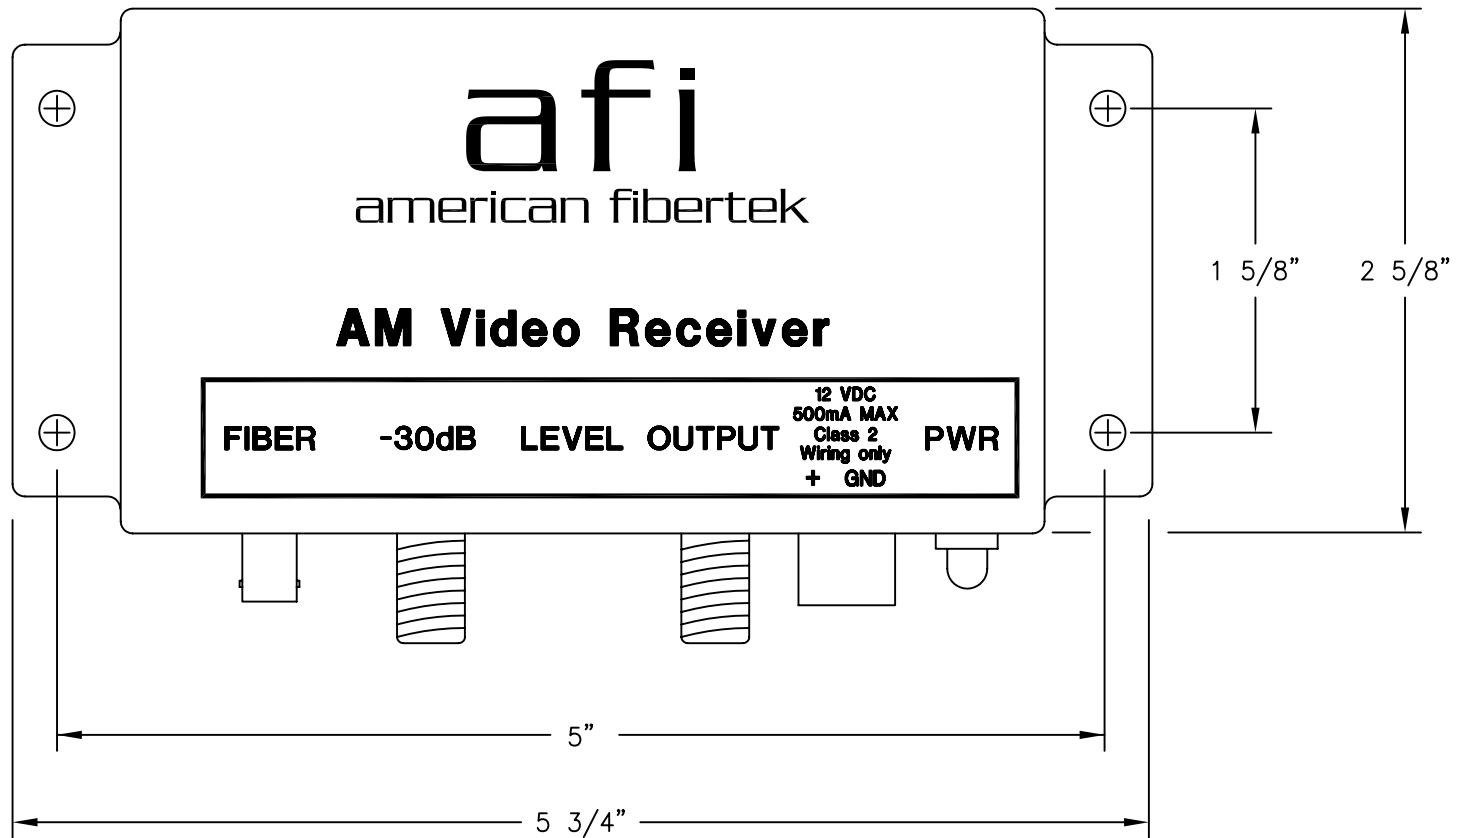 afi
american fibertek
1 5/8”
2 5/8”
AM Video Receiver
FIBER
-30dB
LEVEL
OUTPUT
12 VDC
500mA MAX
Class 2
Wiring only
+ GND
PWR
5”
5 3/4”